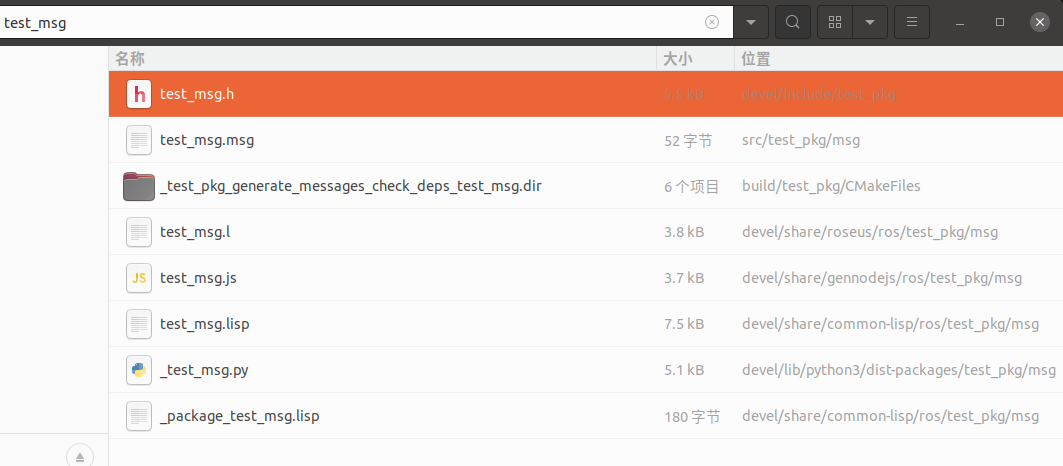 test_msg
名称 大小 位置
test_msg.h devel/include/test_pkg
test_msg.msg 52 字节 src/test_pkg/msg
_test_pkg_generate_messages_check_deps_test_msg.dir 6 个项目 build/test_pkg/CMakeFiles
test_msg.l 3.8 kB devel/share/roseus/ros/test_pkg/msg
JS test_msg.js 3.7 kB devel/share/gennodejs/ros/test_pkg/msg
test_msg.lisp 7.5 kB devel/share/common-lisp/ros/test_pkg/msg
_test_msg.py 5.1 kB devel/lib/python3/dist-packages/test_pkg/msg
_package_test_msg.lisp 180 字节 devel/share/common-lisp/ros/test_pkg/msg